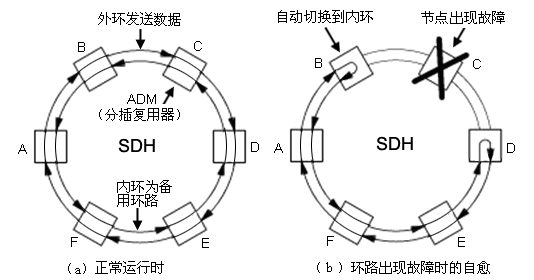 外环发送数据
B
C
ADM
（分插复用器）
A
SDH
D
内环为备
用环路
F
E
（a）正常运行时
自动切换到内环
节点出现故障
B
C
A
SDH
D
F
E
（b）环路出现故障时的自愈